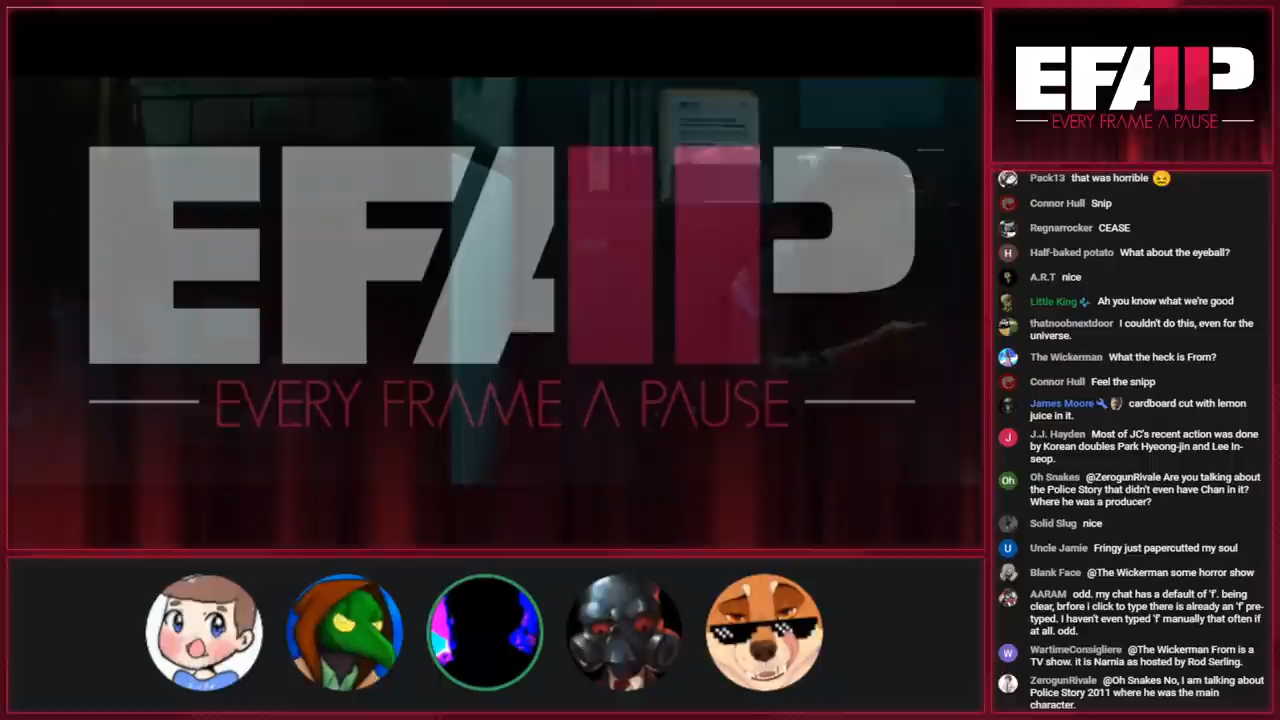 EFAP
EVERY FRAME A PAUSE
EFAP
EVERY FRAME A PAUSE
Pack13 that was horrible
Connor Hull Snip
Regnarrocker CEASE
H
Half-baked potato What about the eyeball?
A.R.T nice
Little King Ah you know what we're good
thatnoobnextdoor I couldn't do this, even for the
universe.
The Wickerman What the heck is From?
Connor Hull Feel the snipp
James Moore cardboard cut with lemon
juice in it.
J
J.J. Hayden Most of JC's recent action was done
by Korean doubles Park Hyeong-jin and Lee In-
seop.
Oh
Oh Snakes @ZerogunRivale Are you talking about
the Police Story that didn't even have Chan in it?
Where he was a producer?
Solid Slug nice
U
Uncle Jamie Fringy just papercutted my soul
Blank Face @The Wickerman some horror show
AARAM odd. my chat has a default of 'f'. being
clear, brfore i click to type there is already an 'f' pre-
typed. I haven't even typed 'f' manually that often if
at all. odd.
W
WartimeConsigliere @The Wickerman From is a
TV show. it is Narnia as hosted by Rod Serling.
ZerogunRivale @Oh Snakes No, I am talking about
Police Story 2011 where he was the main
character.